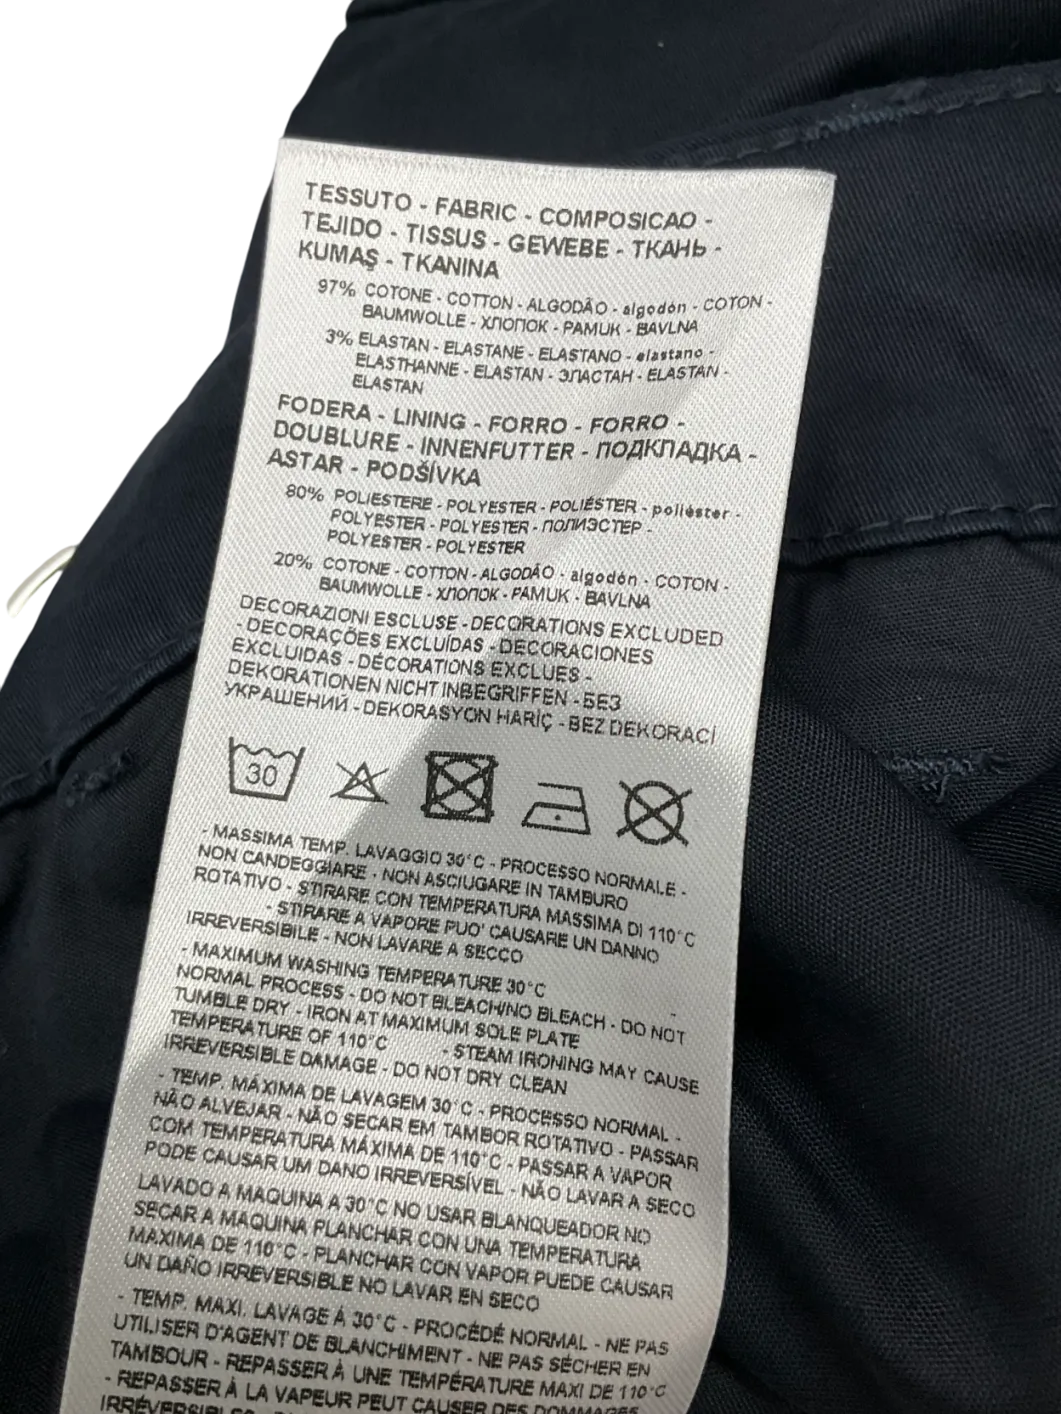 TESSUTO - FABRIC - COMPOSICAO -
TEJIDO - TISSUS - GEWEBE - ТКАНЬ -
KUMAŞ - TKANINA
97% COTONE - COTTON - ALGODÃO - algodón - COTON -
BAUMWOLLE - ХЛОПОК - PAMUK - BAVLNA
3% ELASTAN - ELASTANE - ELASTANO - elastano -
ELASTHANNE - ELASTAN - ЭЛАСТАН - ELASTAN -
ELASTAN
FODERA - LINING - FORRO - FORRO -
DOUBLURE - INNENFUTTER - ПОДКЛАДКА -
ASTAR - PODŠÍVKA
80% POLIESTERE - POLYESTER - POLIÉSTER - poliéster -
POLYESTER - POLYESTER - ПОЛИЭСТЕР -
POLYESTER - POLYESTER
20% COTONE - COTTON - ALGODÃO - algodón - COTON -
BAUMWOLLE - ХЛОПОК - PAMUK - BAVLNA
DECORAZIONI ESCLUSE - DECORATIONS EXCLUDED
- DECORAÇÕES EXCLUÍDAS - DECORACIONES
EXCLUIDAS - DÉCORATIONS EXCLUES -
DEKORATIONEN NICHT INBEGRIFFEN - БЕЗ
УКРАШЕНИЙ - DEKORASYON HARİÇ - BEZ DEKORACÍ
30
- MASSIMA TEMP. LAVAGGIO 30°C - PROCESSO NORMALE -
NON CANDEGGIARE - NON ASCIUGARE IN TAMBURO
ROTATIVO - STIRARE CON TEMPERATURA MASSIMA DI 110°C
- STIRARE A VAPORE PUO' CAUSARE UN DANNO
IRREVERSIBILE - NON LAVARE A SECCO
- MAXIMUM WASHING TEMPERATURE 30°C
NORMAL PROCESS - DO NOT BLEACH/NO BLEACH - DO NOT
TUMBLE DRY - IRON AT MAXIMUM SOLE PLATE
TEMPERATURE OF 110°C - STEAM IRONING MAY CAUSE
IRREVERSIBLE DAMAGE - DO NOT DRY CLEAN
- TEMP. MÁXIMA DE LAVAGEM 30°C - PROCESSO NORMAL -
NÃO ALVEJAR - NÃO SECAR EM TAMBOR ROTATIVO - PASSAR
COM TEMPERATURA MÁXIMA DE 110°C - PASSAR A VAPOR
PODE CAUSAR UM DANO IRREVERSÍVEL - NÃO LAVAR A SECO
LAVADO A MAQUINA A 30°C NO USAR BLANQUEADOR NO
SECAR A MAQUINA PLANCHAR CON UNA TEMPERATURA
MAXIMA DE 110°C - PLANCHAR CON VAPOR PUEDE CAUSAR
UN DAÑO IRREVERSIBLE NO LAVAR EN SECO
- TEMP. MAXI. LAVAGE À 30°C - PROCÉDÉ NORMAL - NE PAS
UTILISER D'AGENT DE BLANCHIMENT - NE PAS SÉCHER EN
TAMBOUR - REPASSER À UNE TEMPÉRATURE MAXI DE 110°C
- REPASSER À LA VAPEUR PEUT CAUSER DES DOMMAGES